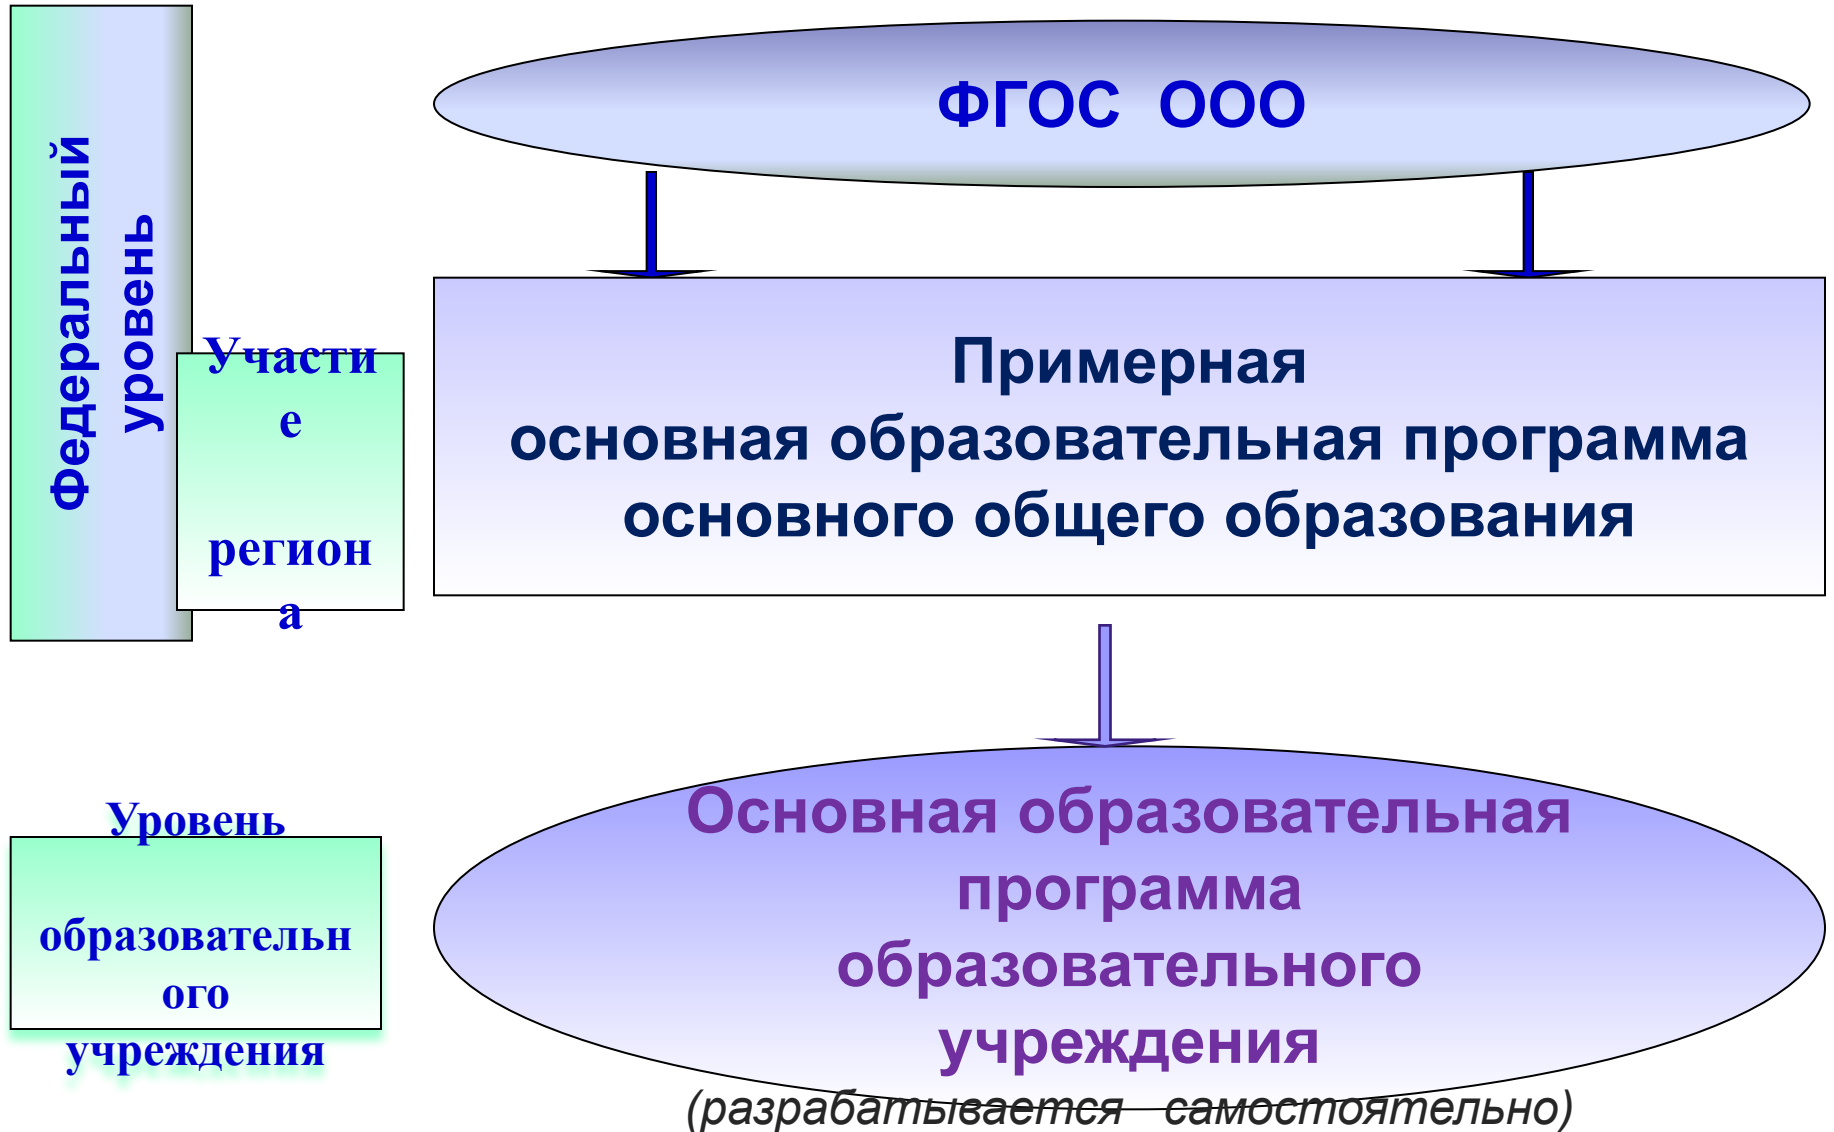 Федеральный
уровень
ФГОС ООО
Участи
е
регион
а
Примерная
основная образовательная программа
основного общего образования
Уровень
образовательн
ого
учреждения
Основная образовательная
программа
образовательного
учреждения
(разрабатывается самостоятельно)